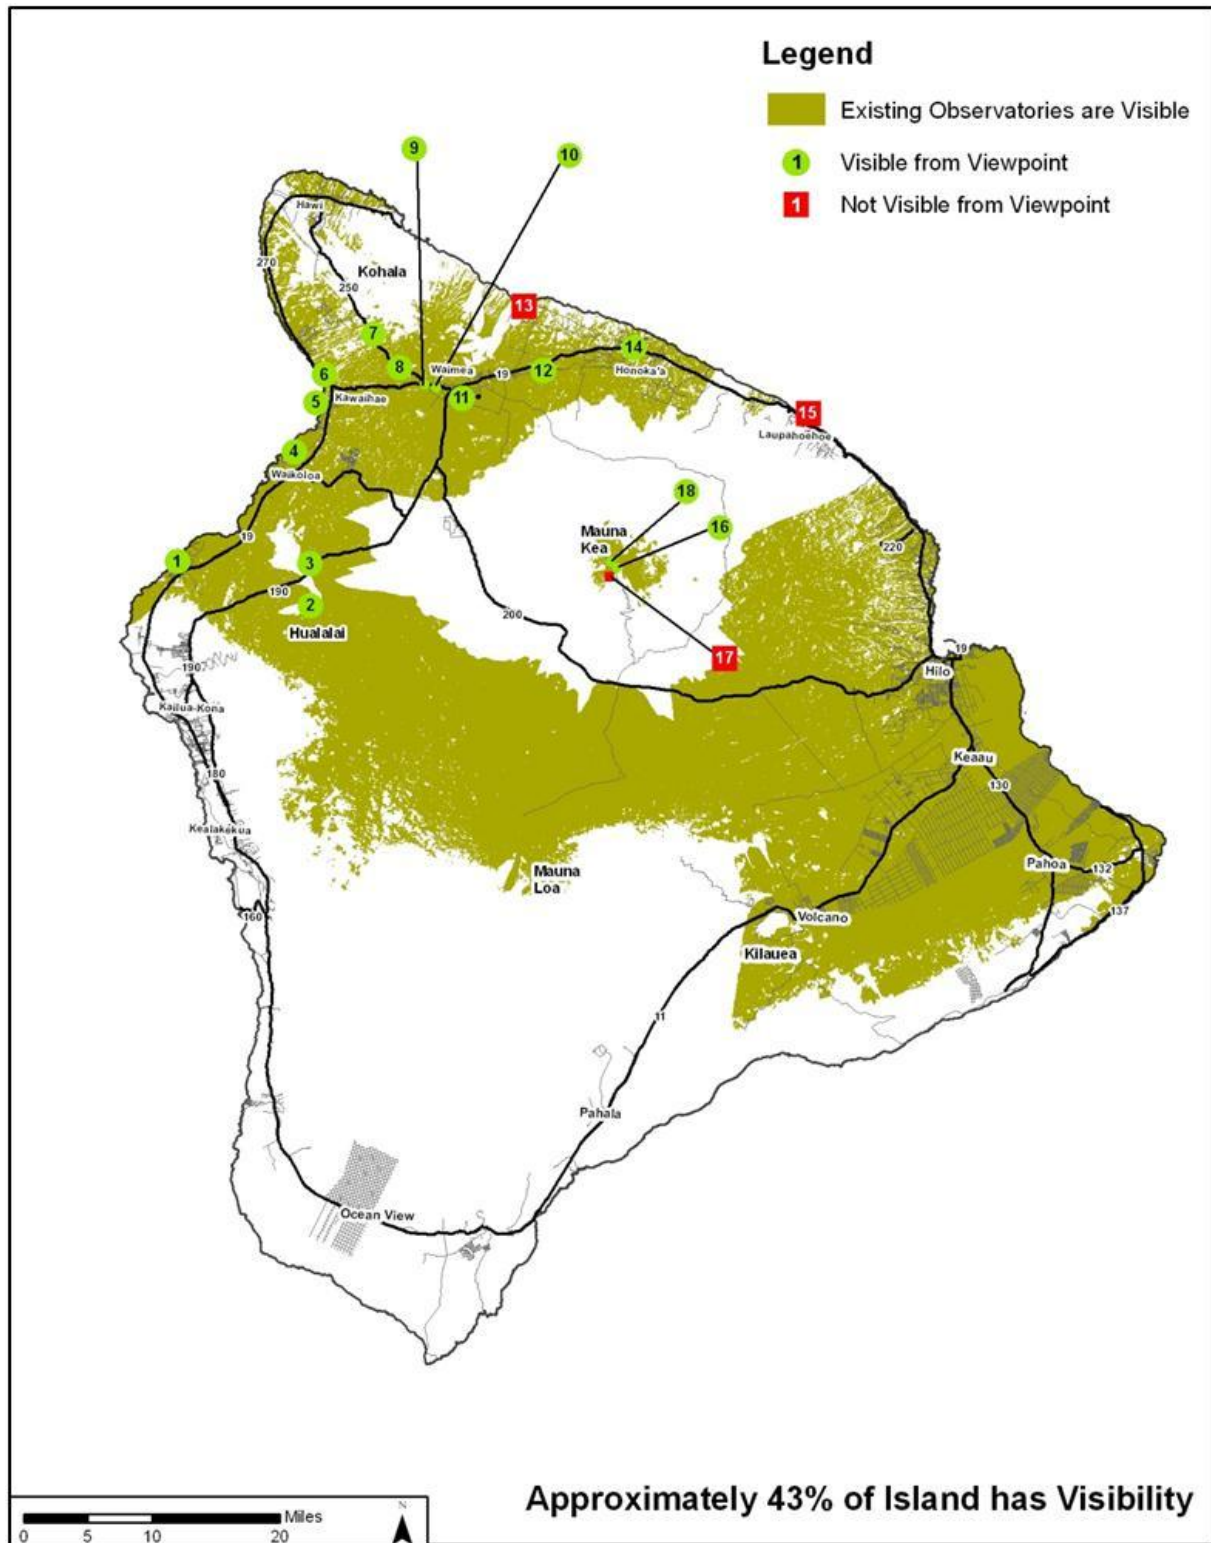 Legend
Existing Observatories are Visible
1 Visible from Viewpoint
1 Not Visible from Viewpoint
9
10
Hawi
270
Kohala
250
13
7
14
6
8
Waimea
19
12
Honoka'a
5
Kawaihae
11
15
Laupahoehoe
4
Waikoloa
18
16
Mauna
Kea
19
220
1
3
190
2
Hualalai
200
17
19
Hilo
190
Kailua-Kona
Keaau
180
130
Kealakekua
Mauna
Loa
Pahoa
132
160
Volcano
137
Kilauea
11
Pahala
Ocean View
Approximately 43% of Island has Visibility
N
Miles
0 5 10 20